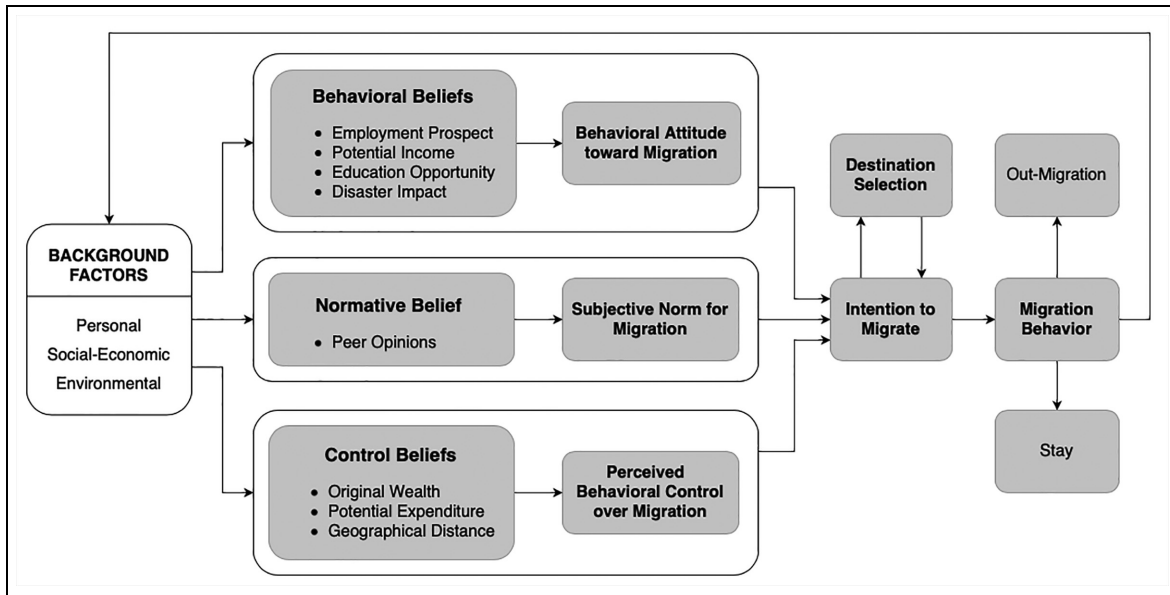 BACKGROUND
FACTORS
Personal
Social-Economic
Environmental
Behavioral Beliefs
• Employment Prospect
• Potential Income
• Education Opportunity
• Disaster Impact
Behavioral Attitude
toward Migration
Normative Belief
• Peer Opinions
Subjective Norm for
Migration
Control Beliefs
• Original Wealth
• Potential Expenditure
• Geographical Distance
Perceived
Behavioral Control
over Migration
Destination
Selection
Intention to
Migrate
Out-Migration
Migration
Behavior
Stay